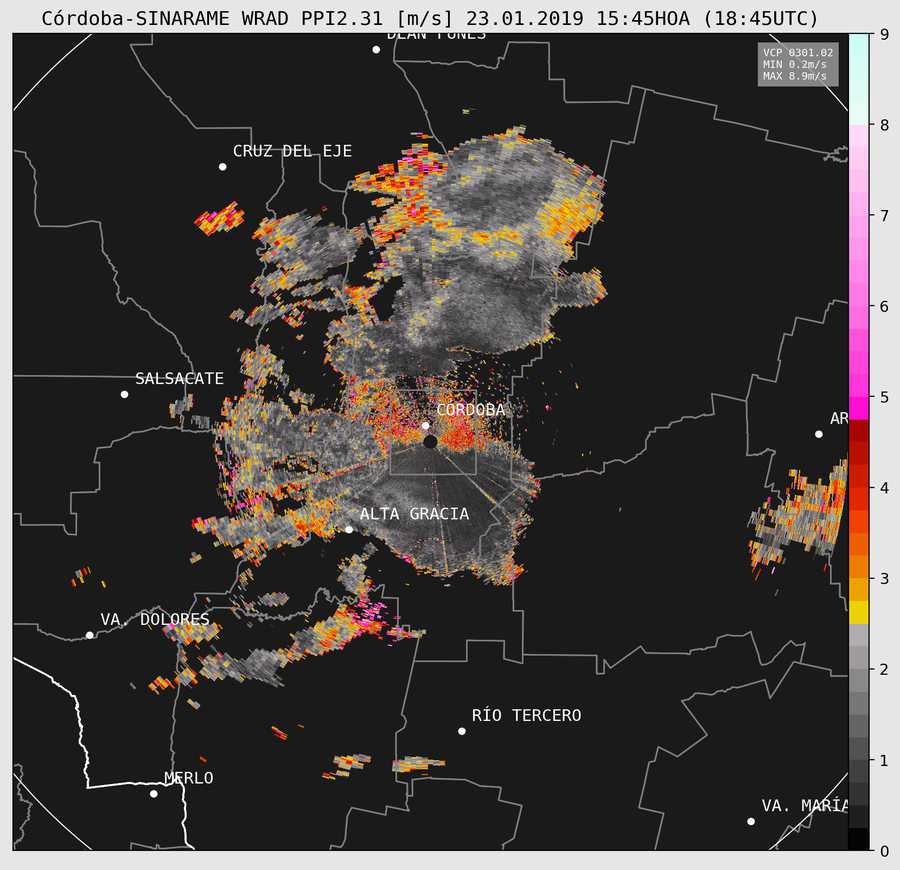 Córdoba-SINARAME WRAD PPI2.31 [m/s] 23.01.2019 15:45HOA (18:45UTC)
DEAN FUNES
VCP 0301.02
MIN 0.2m/s
MAX 8.9m/s
CRUZ DEL EJE
SALSACATE
CORDOBA
AR
ALTA GRACIA
VA. DOLORES
RÍO TERCERO
MERLO
VA. MARÍA
9
8
7
6
5
4
3
2
1
0